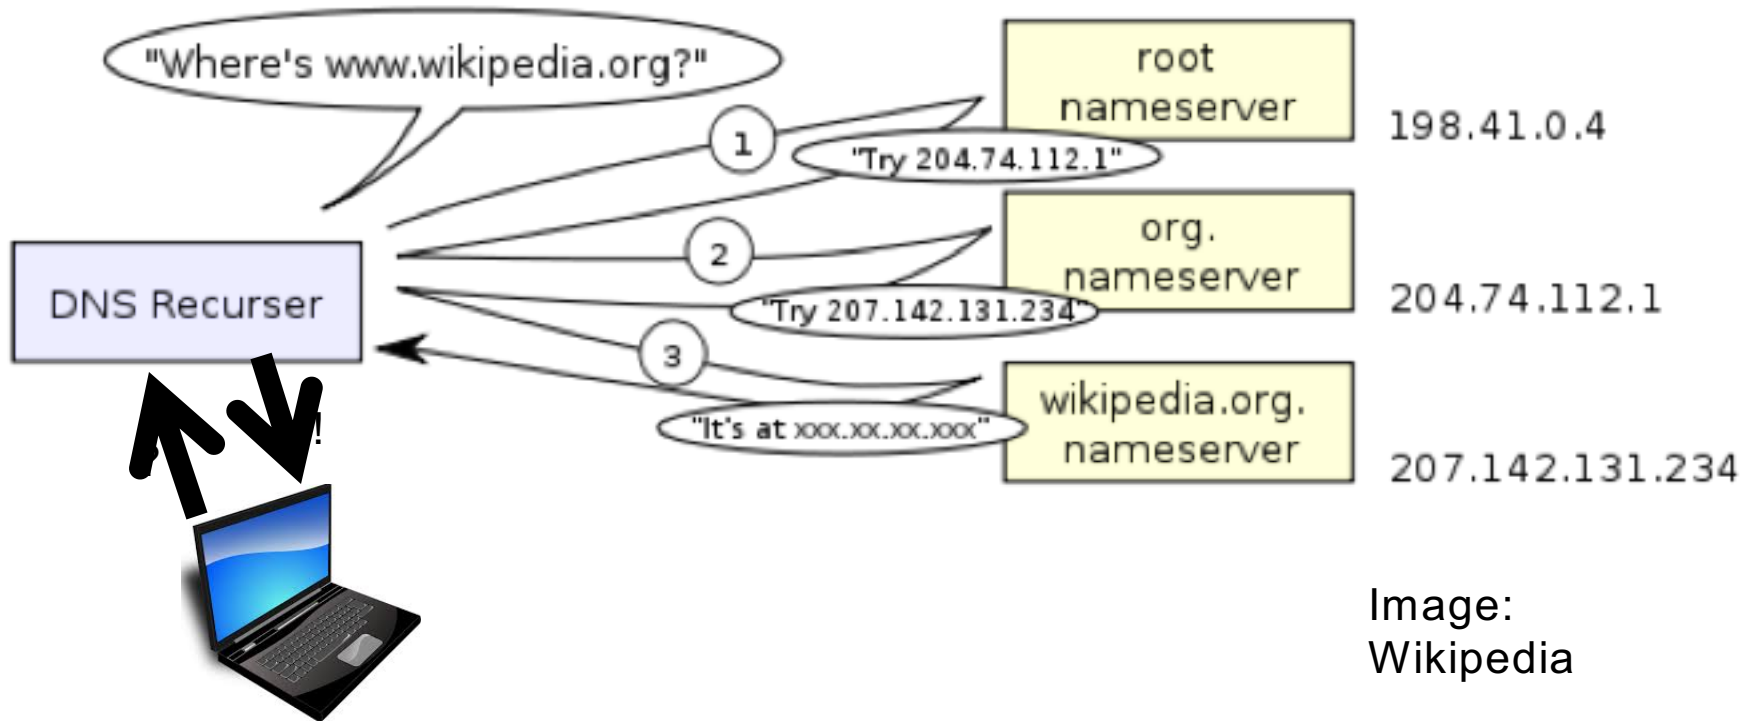 "Where's www.wikipedia.org?"
root
nameserver
198.41.0.4
1
"Try 204.74.112.1"
org.
nameserver
204.74.112.1
2
"Try 207.142.131.234"
DNS Recurser
3
wikipedia.org.
nameserver
207.142.131.234
"It's at xxx.xx.xx.xxx"
!
Image:
Wikipedia